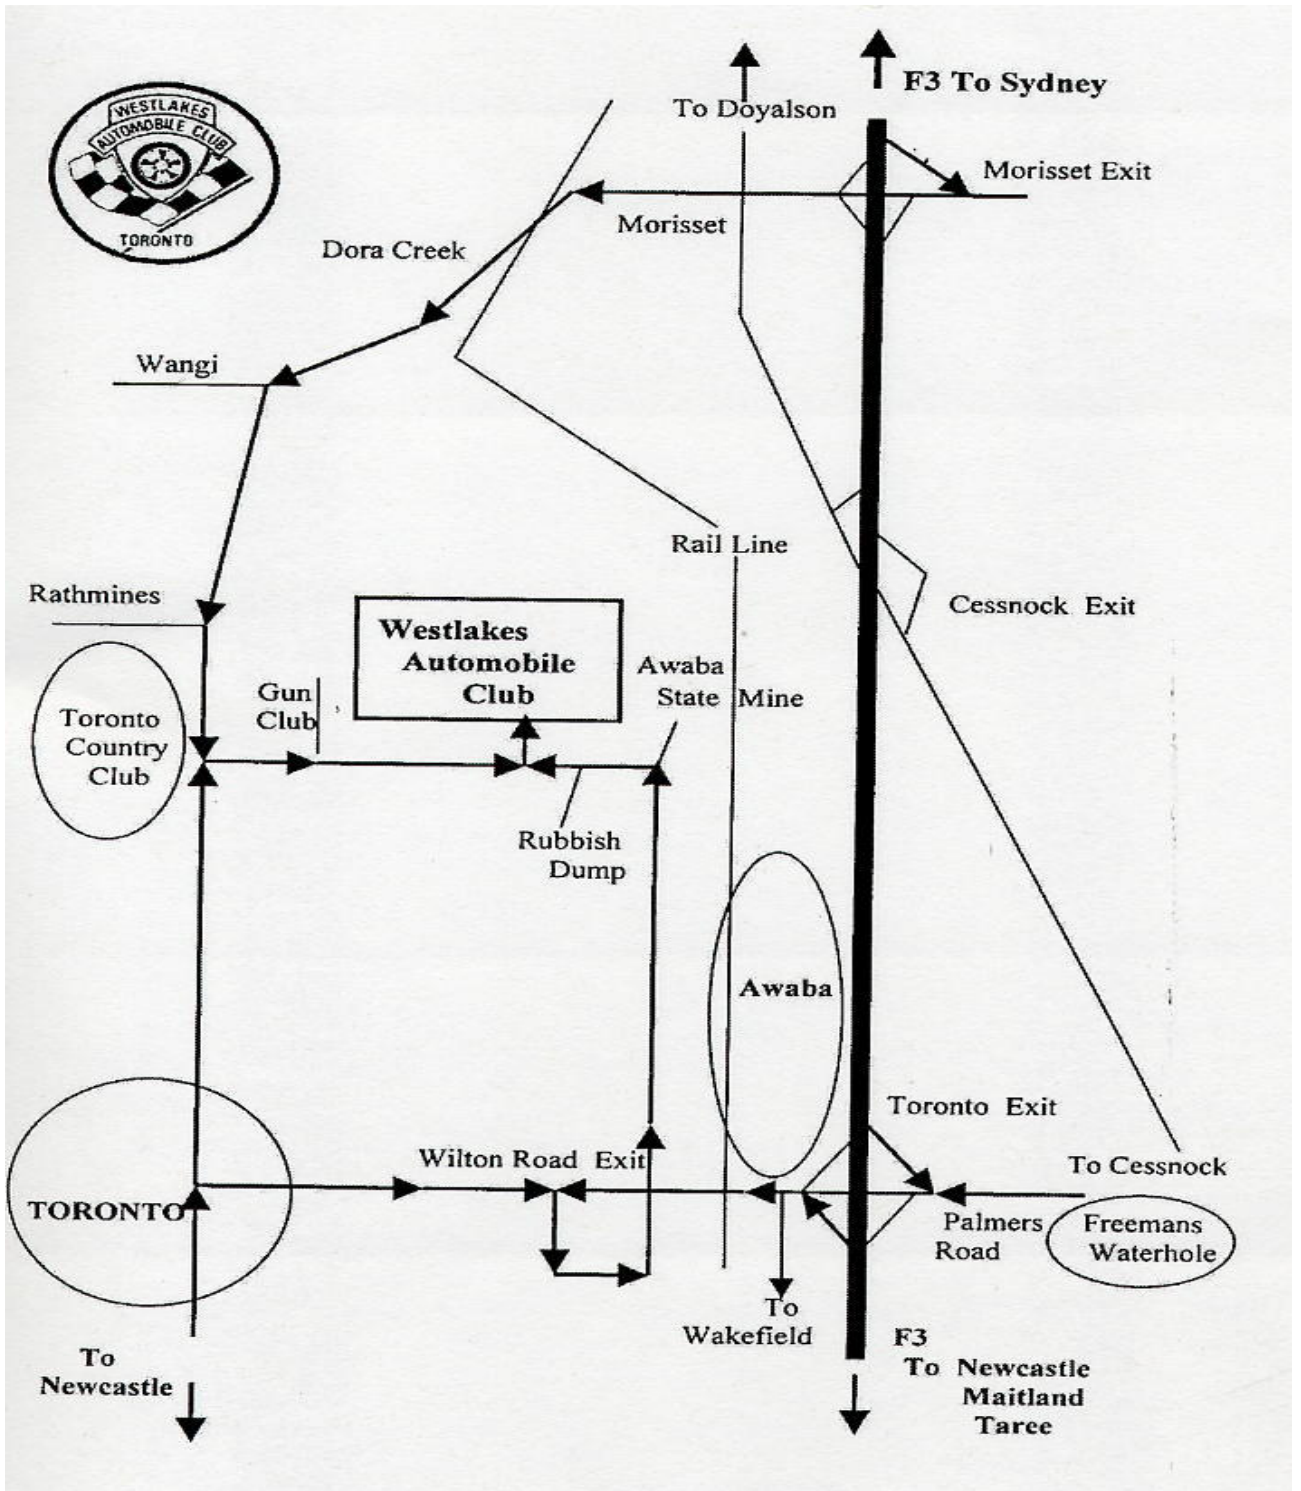 F3 To Sydney
To Doyalson
WESTLAKES
AUTOMOBILE CLUB
TORONTO
Morisset Exit
Morisset
Dora Creek
Wangi
Rail Line
Rathmines
Cessnock Exit
Westlakes
Automobile
Club
Awaba
State Mine
Gun
Club
Toronto
Country
Club
Rubbish
Dump
Awaba
Toronto Exit
Wilton Road Exit
To Cessnock
TORONTO
Palmers
Road
Freemans
Waterhole
To
Wakefield
To
Newcastle
F3
To Newcastle
Maitland
Taree